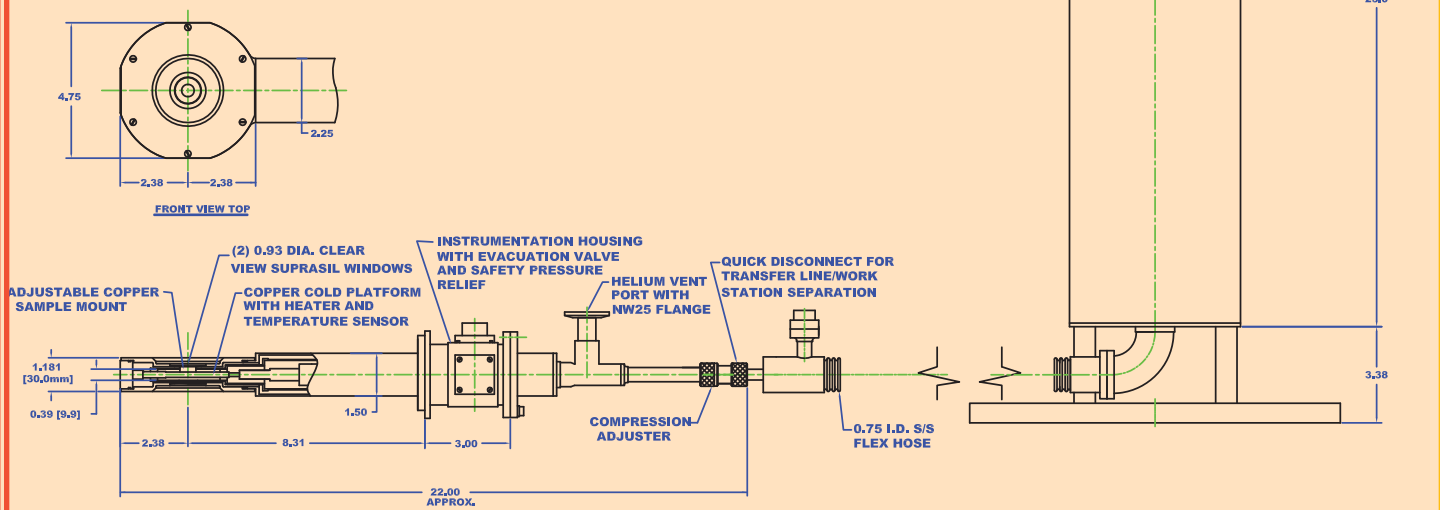 4.75
2.25
2.38
2.38
FRONT VIEW TOP
(2) 0.93 DIA. CLEAR
VIEW SUPRASIL WINDOWS
ADJUSTABLE COPPER
SAMPLE MOUNT
COPPER COLD PLATFORM
WITH HEATER AND
TEMPERATURE SENSOR
INSTRUMENTATION HOUSING
WITH EVACUATION VALVE
AND SAFETY PRESSURE
RELIEF
HELIUM VENT
PORT WITH
NW25 FLANGE
QUICK DISCONNECT FOR
TRANSFER LINE/WORK
STATION SEPARATION
1.181
[30.0mm]
0.39 [9.9]
1.50
COMPRESSION
ADJUSTER
0.75 I.D. S/S
FLEX HOSE
3.38
2.38
8.31
3.00
22.00
APPROX.